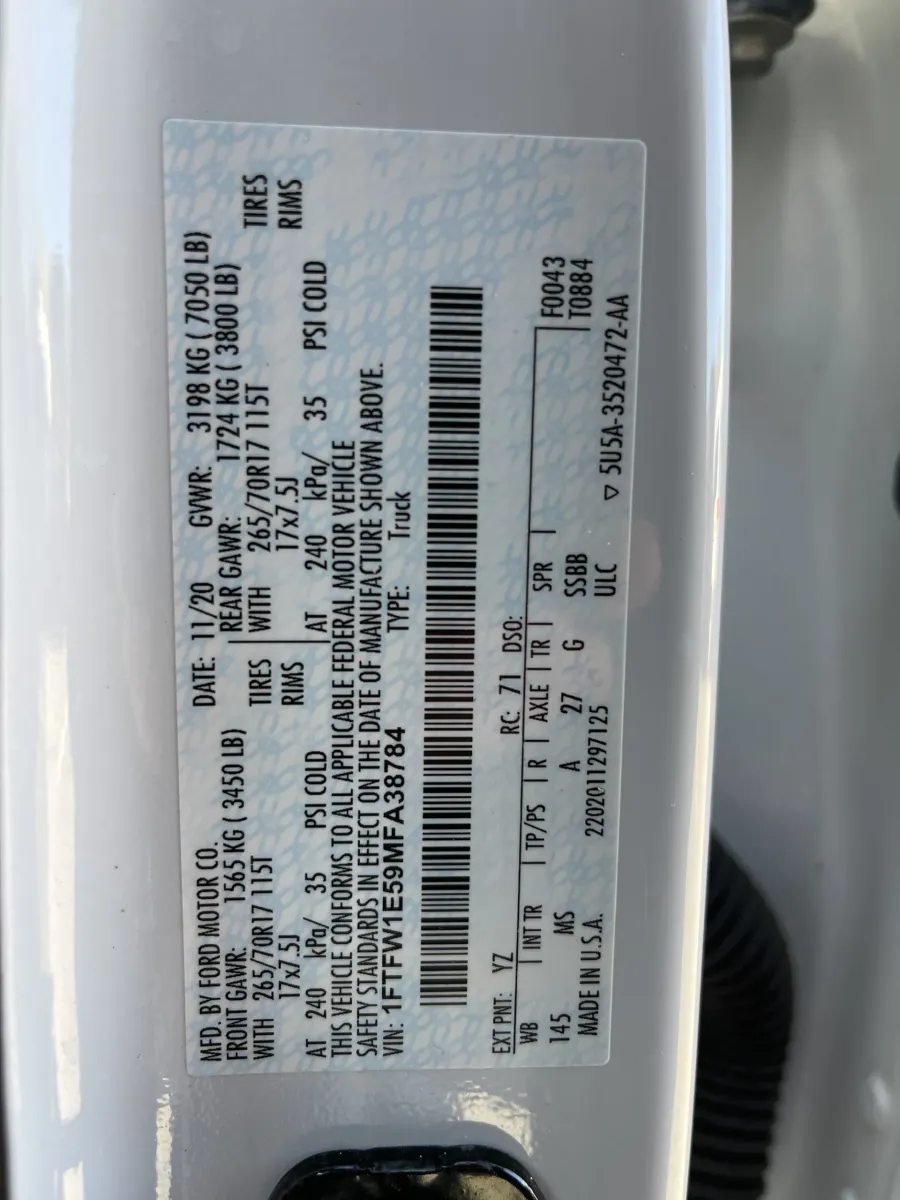 MFD. BY FORD MOTOR CO.
DATE: 11/20 GVWR: 3198 KG ( 7050 LB)
FRONT GAWR: 1565 KG ( 3450 LB) REAR GAWR: 1724 KG ( 3800 LB)
WITH 265/70R17 115T TIRES WITH 265/70R17 115T TIRES
17x7.5J RIMS 17x7.5J RIMS
AT 240 kPa/ 35 PSI COLD AT 240 kPa/ 35 PSI COLD
THIS VEHICLE CONFORMS TO ALL APPLICABLE FEDERAL MOTOR VEHICLE
SAFETY STANDARDS IN EFFECT ON THE DATE OF MANUFACTURE SHOWN ABOVE.
VIN: 1FTFW1E59MFA38784 TYPE: Truck
EXT PNT: YZ RC: 71 DSO:
WB INT TR TP/PS R AXLE TR SPR F0043
145 MS A 27 G SSBB T0884
MADE IN U.S.A. 2202011297125 ULC ▽ 5U5A-3520472-AA